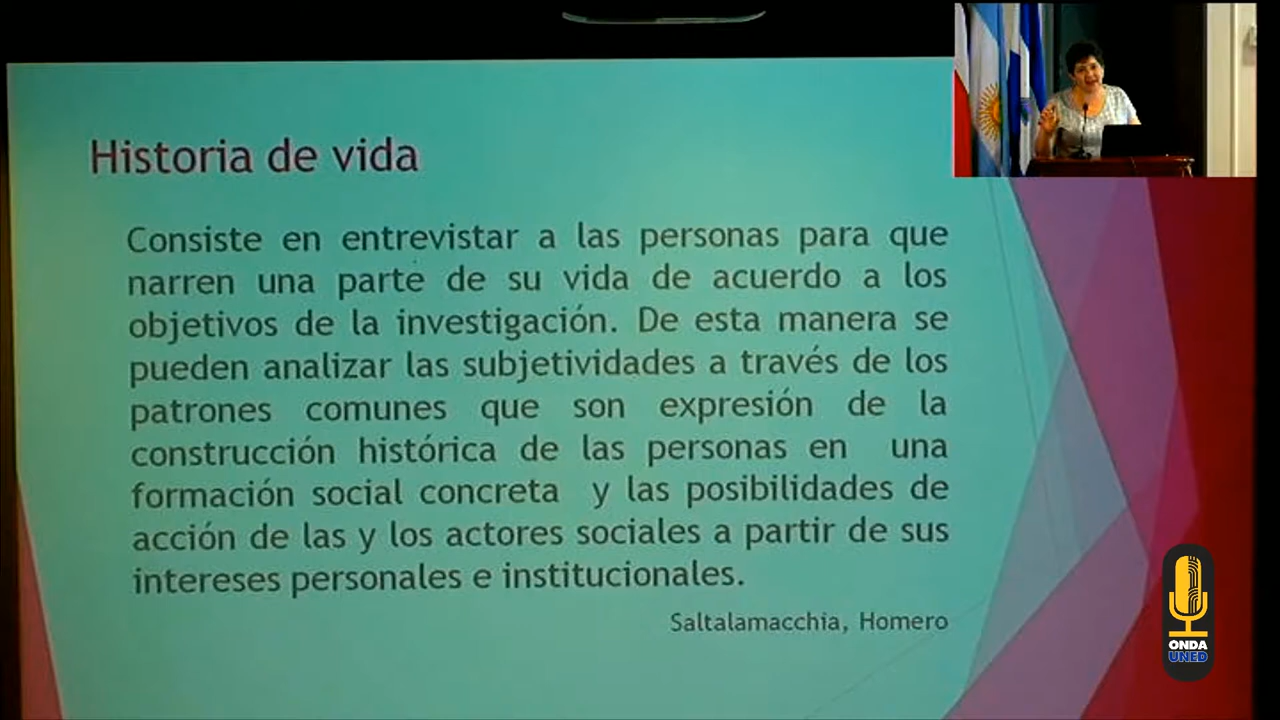 Historia de vida
Consiste en entrevistar a las personas para que
narren una parte de su vida de acuerdo a los
objetivos de la investigación. De esta manera se
pueden analizar las subjetividades a través de los
patrones comunes que son expresión de la
construcción histórica de las personas en una
formación social concreta y las posibilidades de
acción de las y los actores sociales a partir de sus
intereses personales e institucionales.
Saltalamacchia, Homero
ONDA
UNED